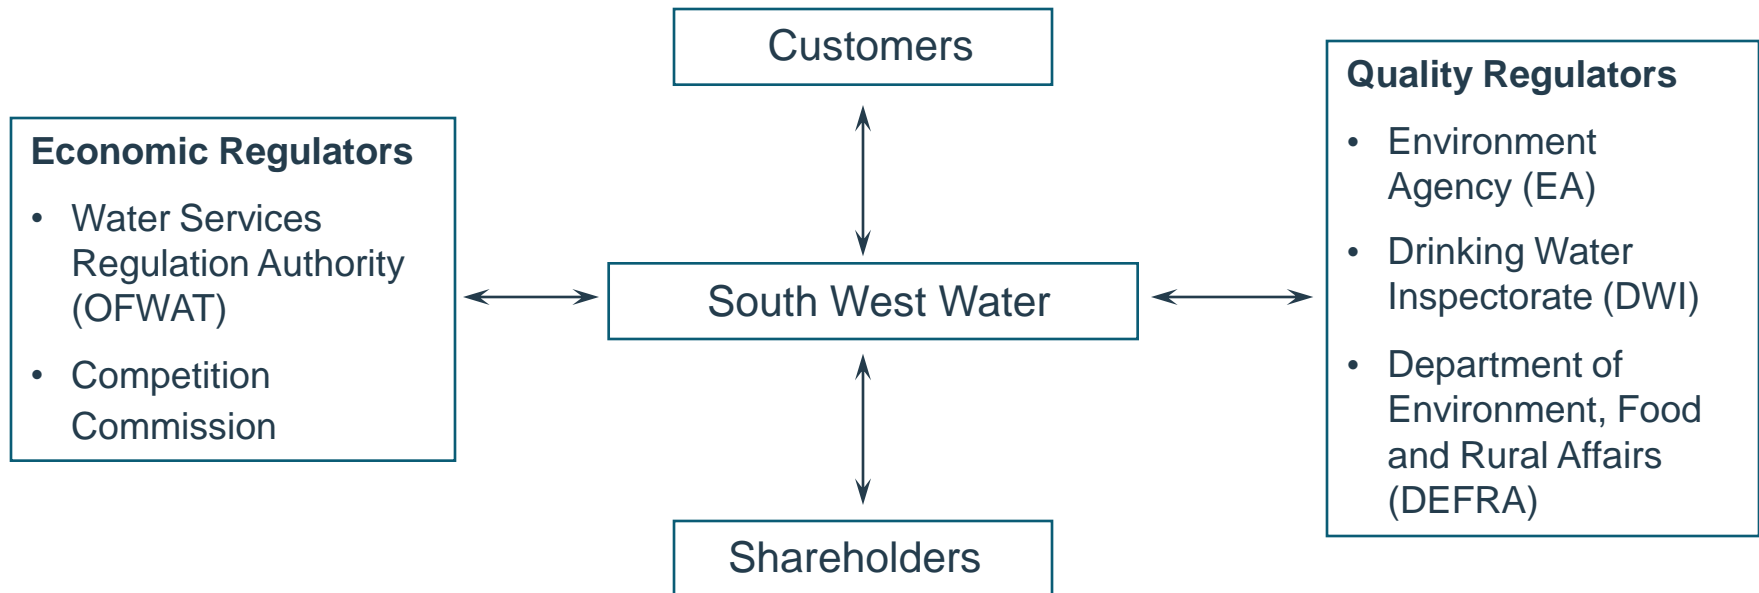 Customers
Economic Regulators
• Water Services
Regulation Authority
(OFWAT)
• Competition
Commission
South West Water
Quality Regulators
• Environment
Agency (EA)
• Drinking Water
Inspectorate (DWI)
• Department of
Environment, Food
and Rural Affairs
(DEFRA)
Shareholders